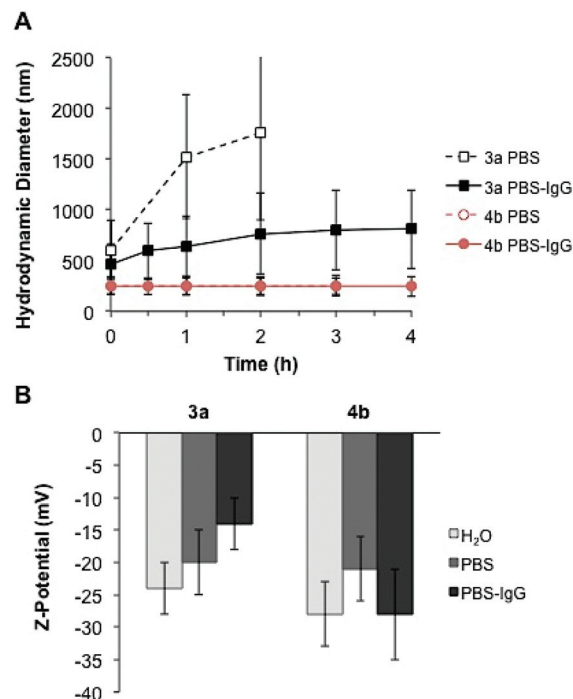 A
Hydrodynamic Diameter (nm)
2500
2000
1500
1000
500
0
0 1 2 3 4
Time (h)
3a PBS
3a PBS-IgG
4b PBS
4b PBS-IgG
B
3a 4b
Z-Potential (mV)
0
-5
-10
-15
-20
-25
-30
-35
-40
H₂O
PBS
PBS-IgG